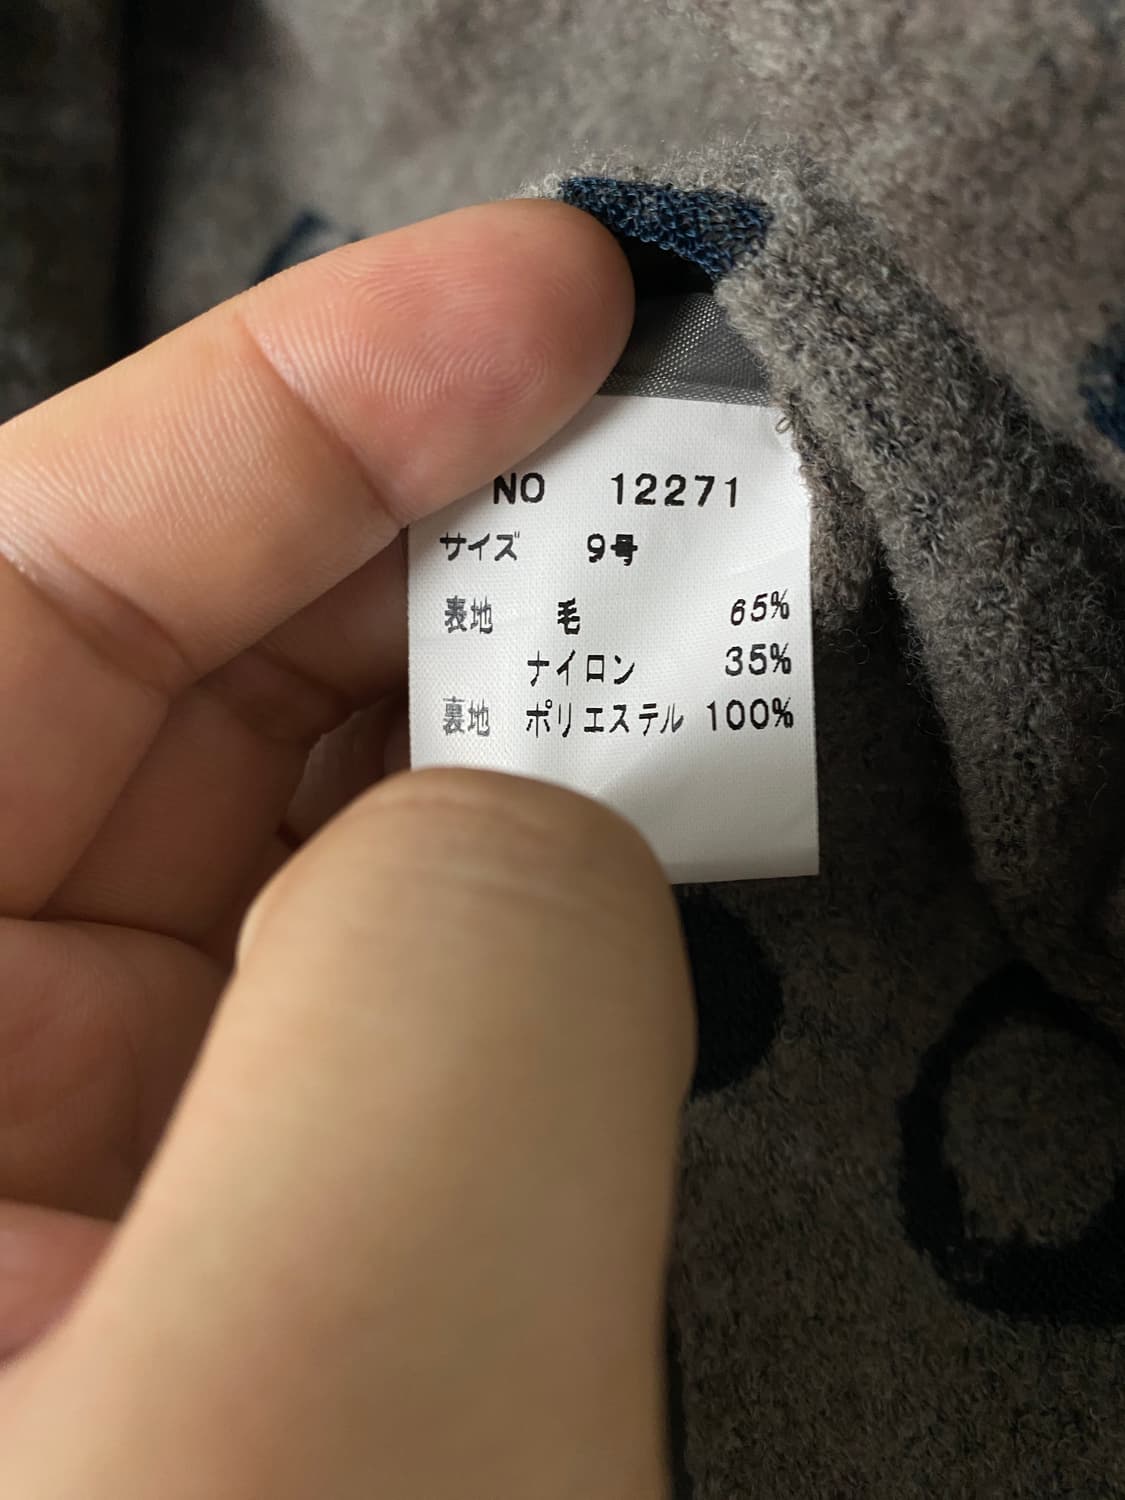 NO 12271
サイズ 9号
表地 毛 65%
ナイロン 35%
裏地 ポリエステル 100%